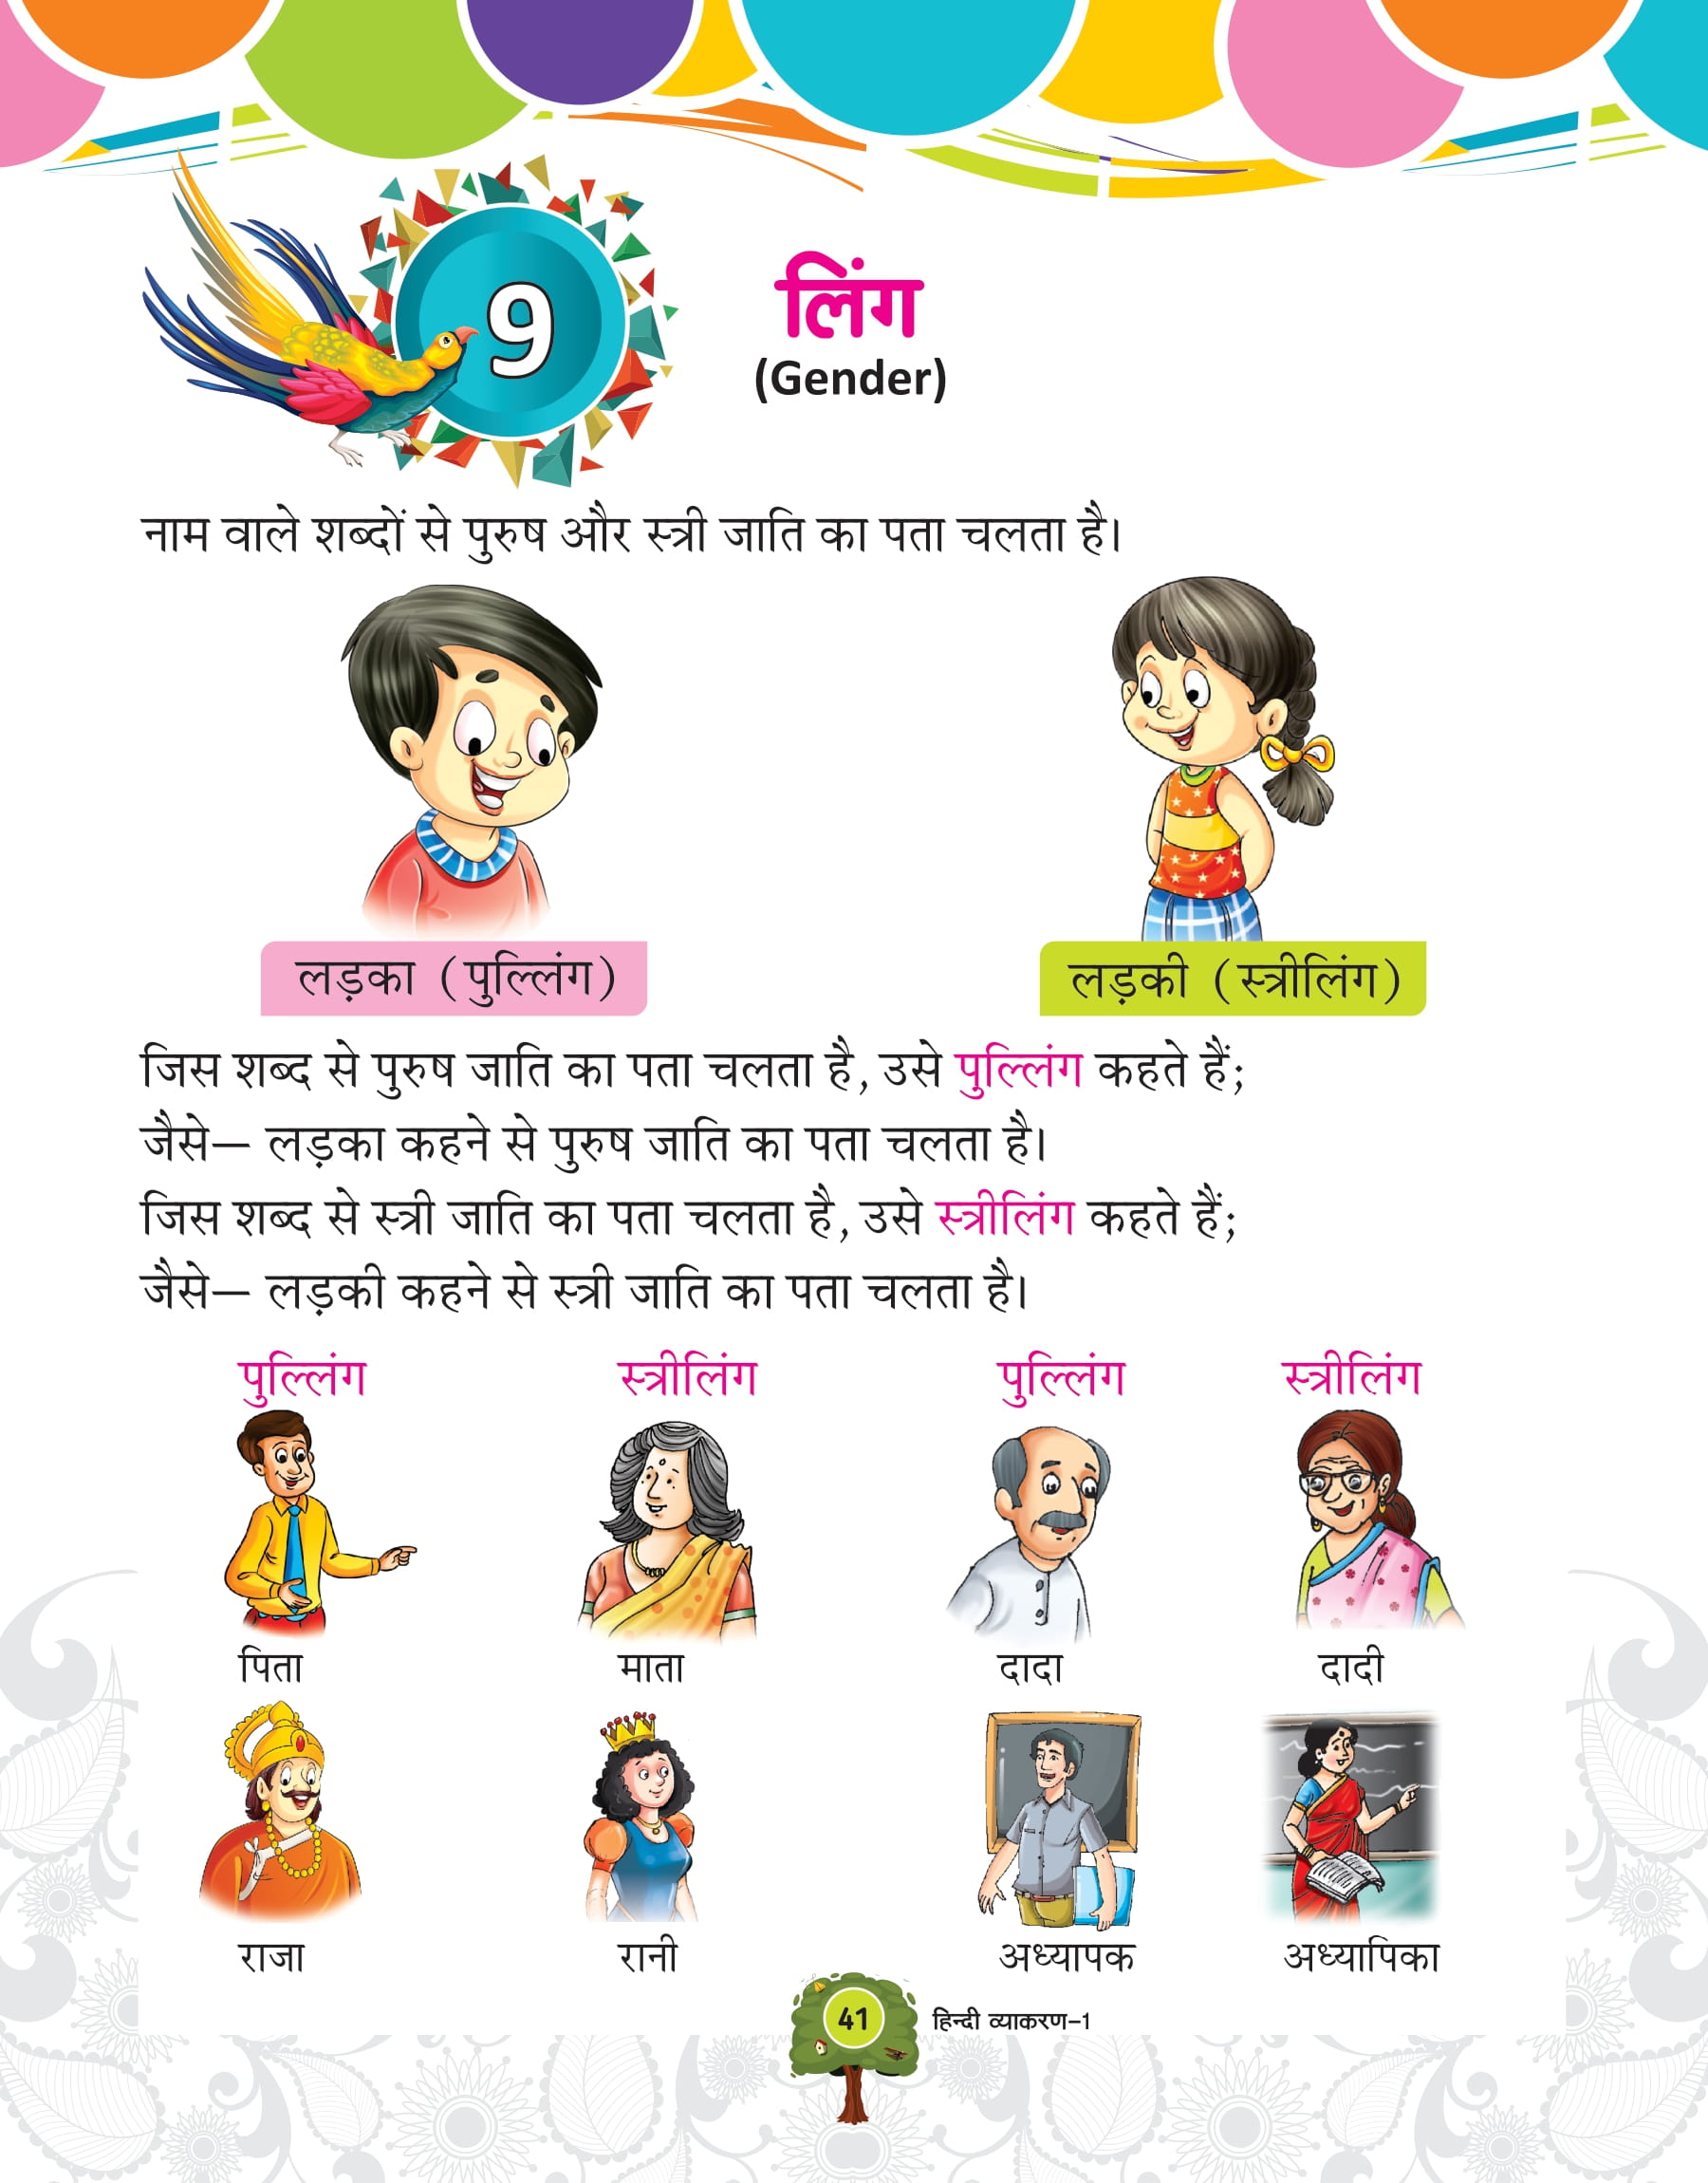 9
लिंग
(Gender)
नाम वाले शब्दों से पुरुष और स्त्री जाति का पता चलता है।
लड़का (पुल्लिंग) लड़की (स्त्रीलिंग)
जिस शब्द से पुरुष जाति का पता चलता है, उसे पुल्लिंग कहते हैं;
जैसे— लड़का कहने से पुरुष जाति का पता चलता है।
जिस शब्द से स्त्री जाति का पता चलता है, उसे स्त्रीलिंग कहते हैं;
जैसे— लड़की कहने से स्त्री जाति का पता चलता है।
पुल्लिंग स्त्रीलिंग पुल्लिंग स्त्रीलिंग
पिता माता दादा दादी
राजा रानी अध्यापक अध्यापिका
41 हिन्दी व्याकरण-1